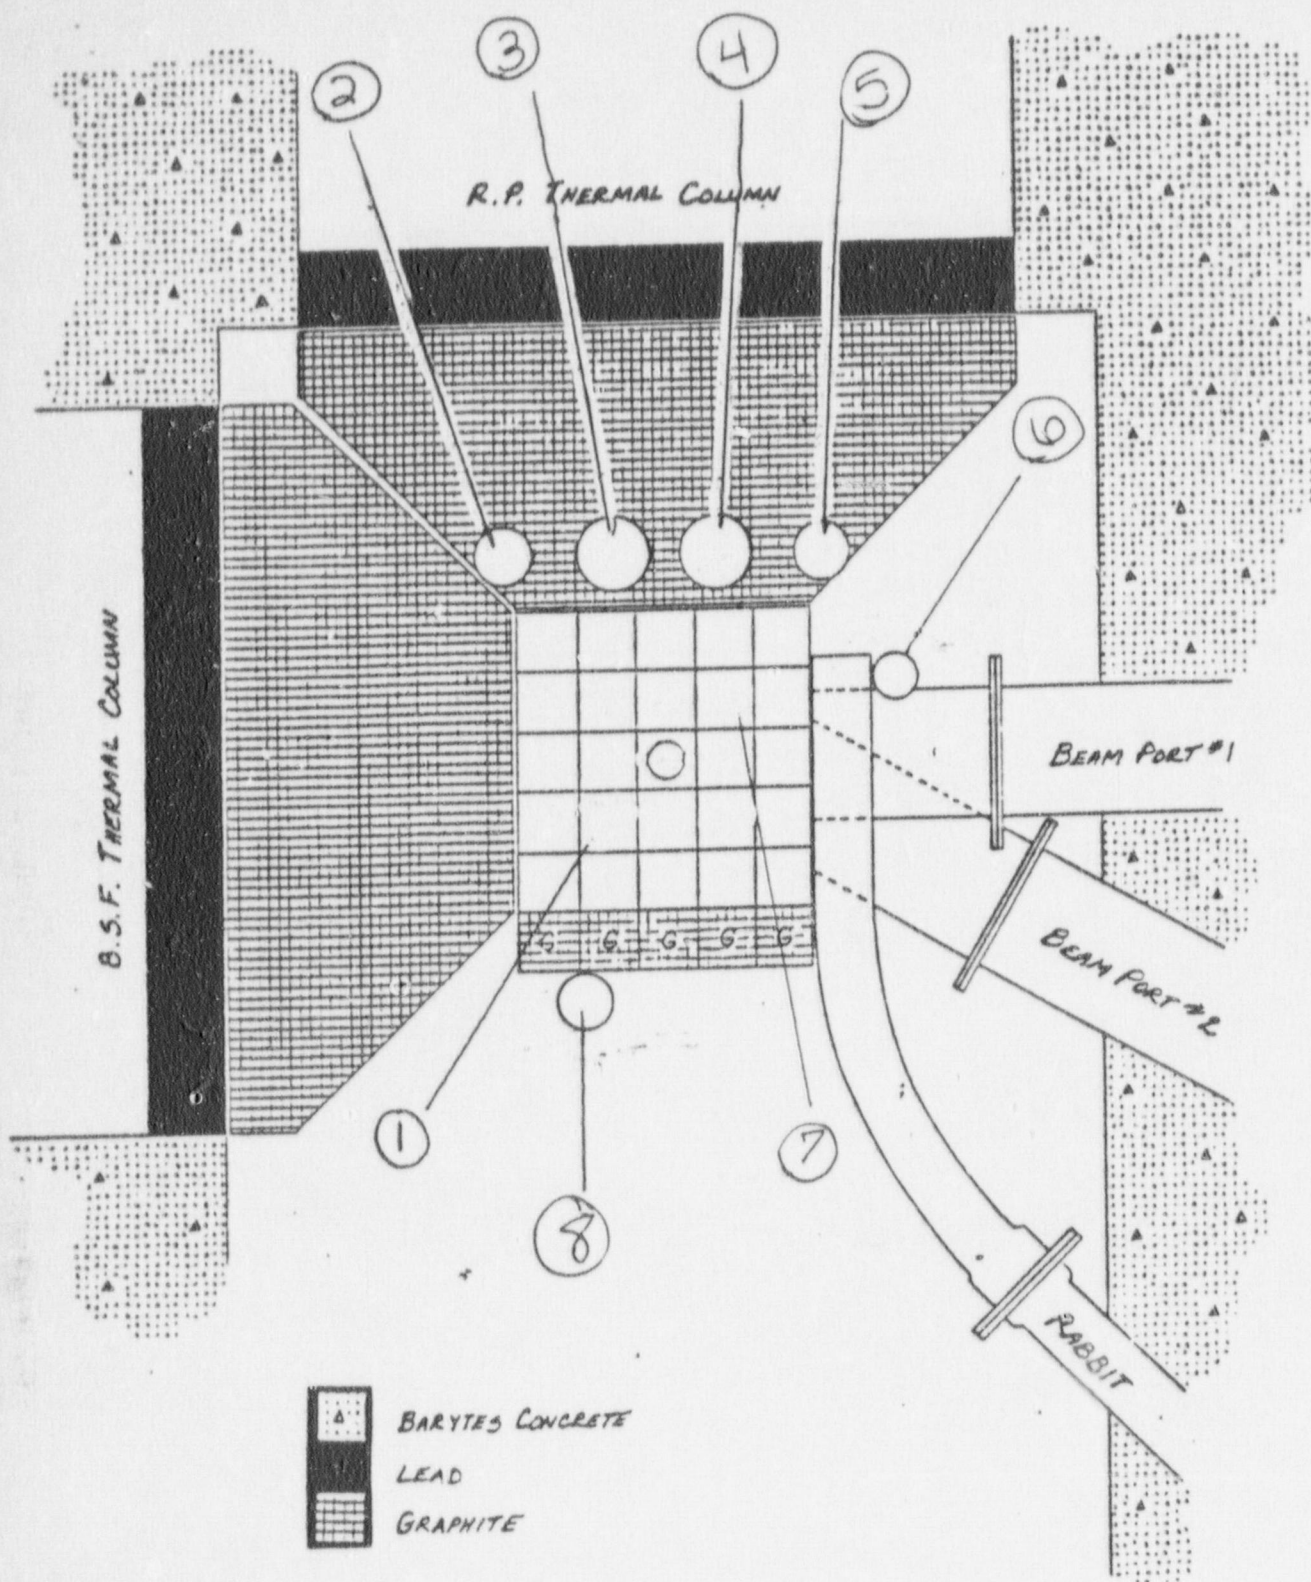 3
4
2
5
R.P. THERMAL COLUMN
6
B.S.F. THERMAL COLUMN
BEAM PORT #1
G G G G G
BEAM PORT #2
1
7
8
RABBIT
BARYTES CONCRETE
LEAD
GRAPHITE